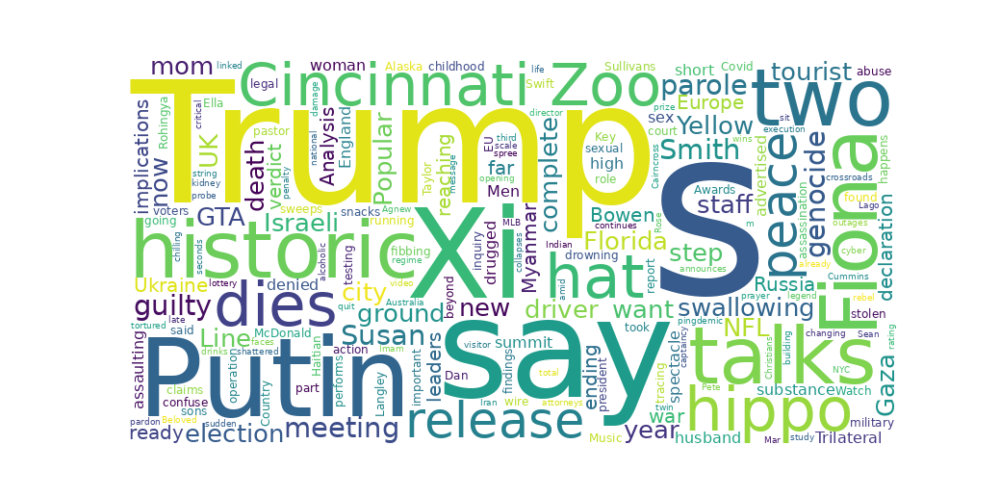 mom
linked
woman
Alaska
childhood
life
Sullivans
short
Covid
tourist
abuse
legal
Cincinnati Zoo
Swift
parole
two
Trump
implications
now
Rohingya
critical
Ella
UK
string
kidney
probe
death
pastor
verdict
damage
national
Analysis
England
Popular
reaching
Taylor
message
EU
third
scale
spree
opening
far
Men
director
complete
prize
sex
court
Europe
Yellow
Key
sexual
high
role
Cairncross
Smith
wins
execution
sit
advertised
peace
assassination
genocide
crossroads
found
Lago
happens
declaration
Fiona
voters
going
GTA
sweeps
snacks
Agnew
running
Israeli
historic
Xi
fibbing
regime
inquiry
drugged
MLB
collapses
Myanmar
Indian
Bowen
continues
Florida
drowning
Rose
Awards
staff
S
m
step
announces
report
already
outages
cyber
Russia
Cummins
Ukraine
chilling
seconds
lottery
denied
alcoholic
testing
city
video
Australia
quit
beyond
new
hat
amid
prayer
legend
rebel
guilty
dies
ground
driver
want
swallowing
stolen
tortured
late
said
Line
McDonald
Susan
took
pingdemic
NFL
changing
Sean
assaulting
drinks
faces
shattered
Haitian
action
Imam
leaders
visitor
summit
say
captaincy
spectacle
talks
Christians
building
NYC
rating
Putin
operation
Country
performs
Langley
important
Dan
findings
ending
president
tracing
Pete
substance
Watch
Gaza
claims
confuse
sons
part
Iran
wire
total
attorneys
release
twin
war
hippo
military
pardon
Beloved
sudden
penalty
ready
election
meeting
Music
year
husband
Mar
study
Trilateral